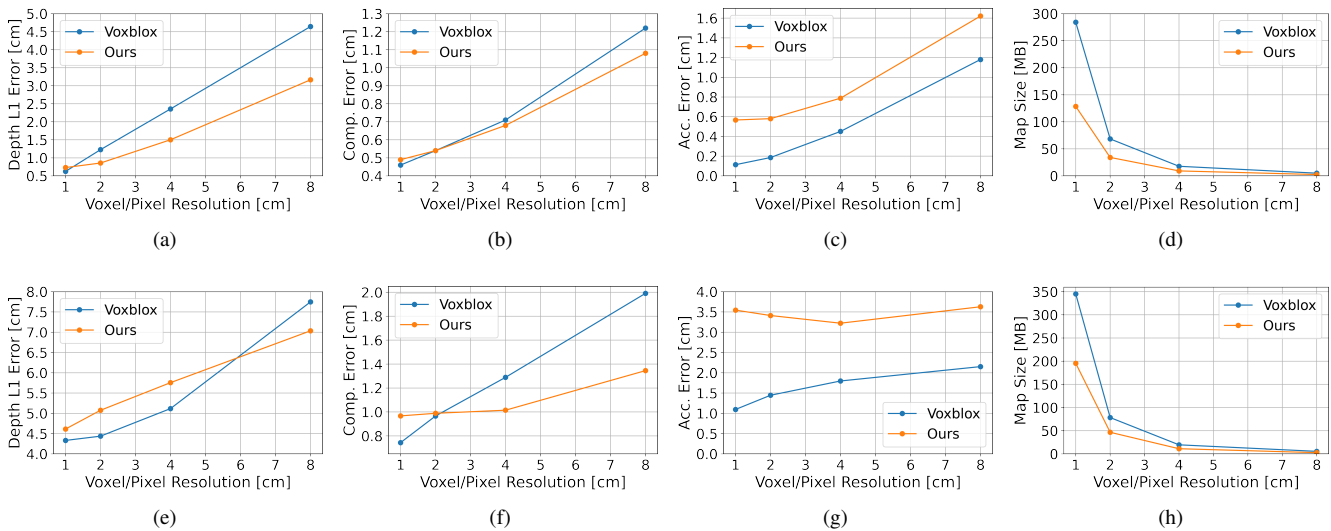 5.0
4.5
4.0
3.5
3.0
2.5
2.0
1.5
1.0
0.5
Depth L1 Error [cm]
Voxblox
Ours
1 2 3 4 5 6 7 8
Voxel/Pixel Resolution [cm]
(a)
1.3
1.2
1.1
1.0
0.9
0.8
0.7
0.6
0.5
0.4
Comp. Error [cm]
Voxblox
Ours
1 2 3 4 5 6 7 8
Voxel/Pixel Resolution [cm]
(b)
1.6
1.4
1.2
1.0
0.8
0.6
0.4
0.2
0.0
Acc. Error [cm]
Voxblox
Ours
1 2 3 4 5 6 7 8
Voxel/Pixel Resolution [cm]
(c)
300
250
200
150
100
50
0
Map Size [MB]
Voxblox
Ours
1 2 3 4 5 6 7 8
Voxel/Pixel Resolution [cm]
(d)
8.0
7.5
7.0
6.5
6.0
5.5
5.0
4.5
4.0
Depth L1 Error [cm]
Voxblox
Ours
1 2 3 4 5 6 7 8
Voxel/Pixel Resolution [cm]
(e)
2.0
1.8
1.6
1.4
1.2
1.0
0.8
Comp. Error [cm]
Voxblox
Ours
1 2 3 4 5 6 7 8
Voxel/Pixel Resolution [cm]
(f)
4.0
3.5
3.0
2.5
2.0
1.5
1.0
0.5
0.0
Acc. Error [cm]
Voxblox
Ours
1 2 3 4 5 6 7 8
Voxel/Pixel Resolution [cm]
(g)
350
300
250
200
150
100
50
0
Map Size [MB]
Voxblox
Ours
1 2 3 4 5 6 7 8
Voxel/Pixel Resolution [cm]
(h)